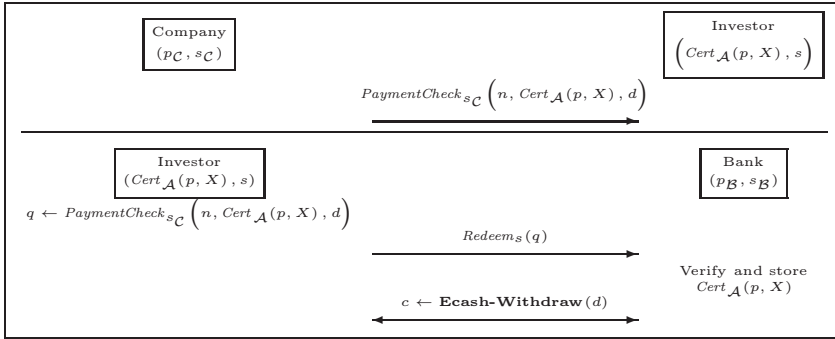 Company
(p_C, s_C)
Investor
(Cert_A(p, X), s)
PaymentCheck_{s_C}(n, Cert_A(p, X), d)
Investor
(Cert_A(p, X), s)
Bank
(p_B, s_B)
q ← PaymentCheck_{s_C}(n, Cert_A(p, X), d)
Redeem_s(q)
Verify and store
Cert_A(p, X)
c ← Ecash-Withdraw(d)